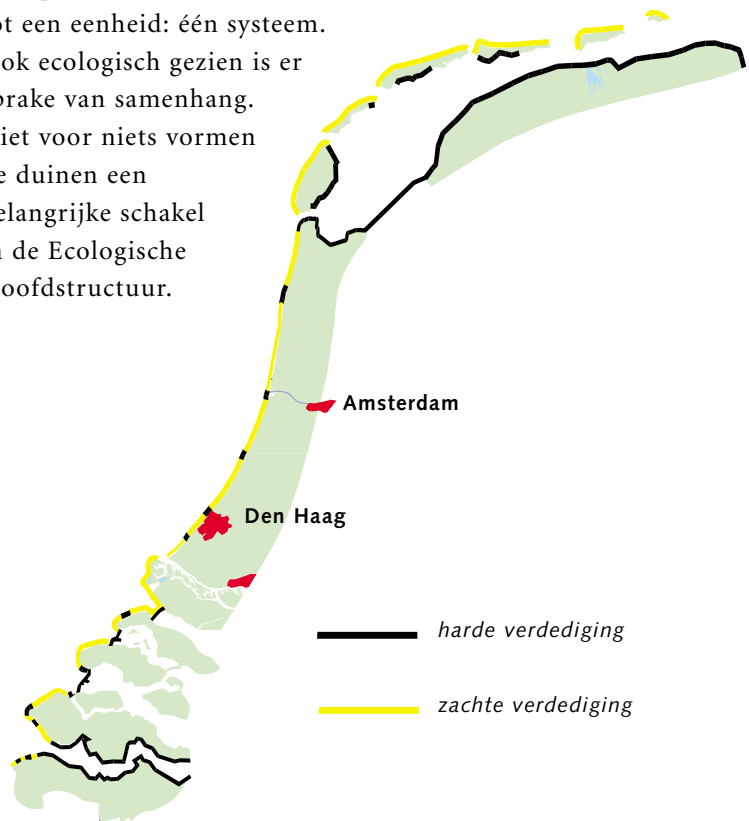 ot een eenheid: één systeem.
ok ecologisch gezien is er
rake van samenhang.
iet voor niets vormen
e duinen een
elangrijke schakel
de Ecologische
oofdstructuur.
Amsterdam
Den Haag
harde verdediging
zachte verdediging